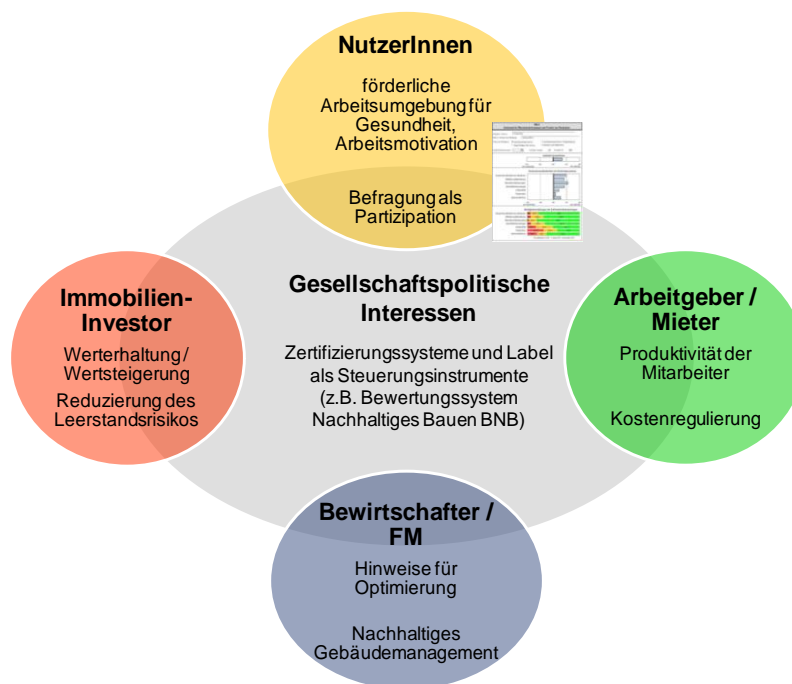 NutzerInnen
förderliche
Arbeitsumgebung für
Gesundheit,
Arbeitsmotivation
Befragung als
Partizipation
Immobilien-
Investor
Werterhaltung /
Wertsteigerung
Reduzierung des
Leerstandsrisikos
Gesellschaftspolitische
Interessen
Zertifizierungssysteme und Label
als Steuerungsinstrumente
(z.B. Bewertungssystem
Nachhaltiges Bauen BNB)
Arbeitgeber /
Mieter
Produktivität der
Mitarbeiter
Kostenregulierung
Bewirtschafter /
FM
Hinweise für
Optimierung
Nachhaltiges
Gebäudemanagement